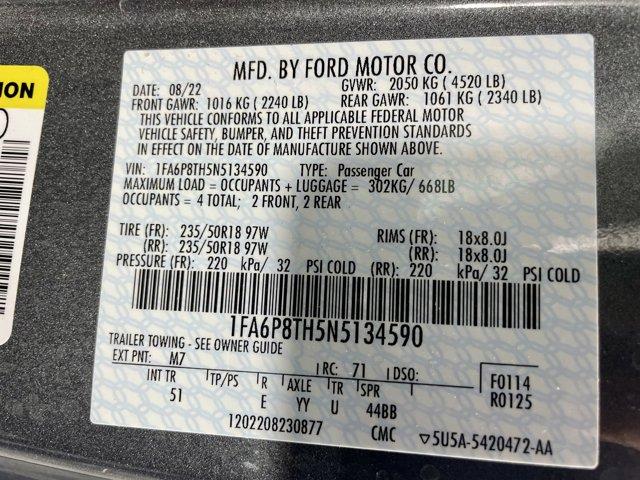 ION
MFD. BY FORD MOTOR CO.
DATE: 08/22 GVWR: 2050 KG ( 4520 LB)
FRONT GAWR: 1016 KG ( 2240 LB) REAR GAWR: 1061 KG ( 2340 LB)
THIS VEHICLE CONFORMS TO ALL APPLICABLE FEDERAL MOTOR
VEHICLE SAFETY, BUMPER, AND THEFT PREVENTION STANDARDS
IN EFFECT ON THE DATE OF MANUFACTURE SHOWN ABOVE.
VIN: 1FA6P8TH5N5134590 TYPE: Passenger Car
MAXIMUM LOAD = OCCUPANTS + LUGGAGE = 302KG/ 668LB
OCCUPANTS = 4 TOTAL; 2 FRONT, 2 REAR
TIRE (FR): 235/50R18 97W RIMS (FR): 18x8.0J
(RR): 235/50R18 97W (RR): 18x8.0J
PRESSURE (FR): 220 kPa/ 32 PSI COLD (RR): 220 kPa/ 32 PSI COLD
1FA6P8TH5N5134590
TRAILER TOWING - SEE OWNER GUIDE
EXT PNT: M7 RC: 71 DSO: F0114
INT TR TP/PS R AXLE TR SPR R0125
51 E YY U 44BB
1202208230877 CMC ▽5U5A-5420472-AA